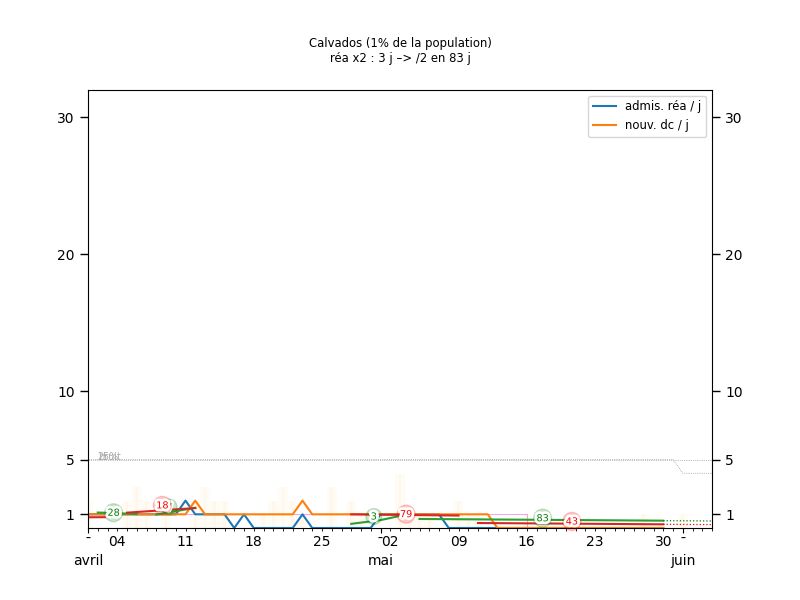 Calvados (1% de la population)
réa x2 : 3 j –> /2 en 83 j
admis. réa / j
nouv. dc / j
30 30
20 20
10 10
5 5
1 1
28 18 3 79 83 43
- 04 11 18 25 -02 09 16 23 30 -
avril mai juin